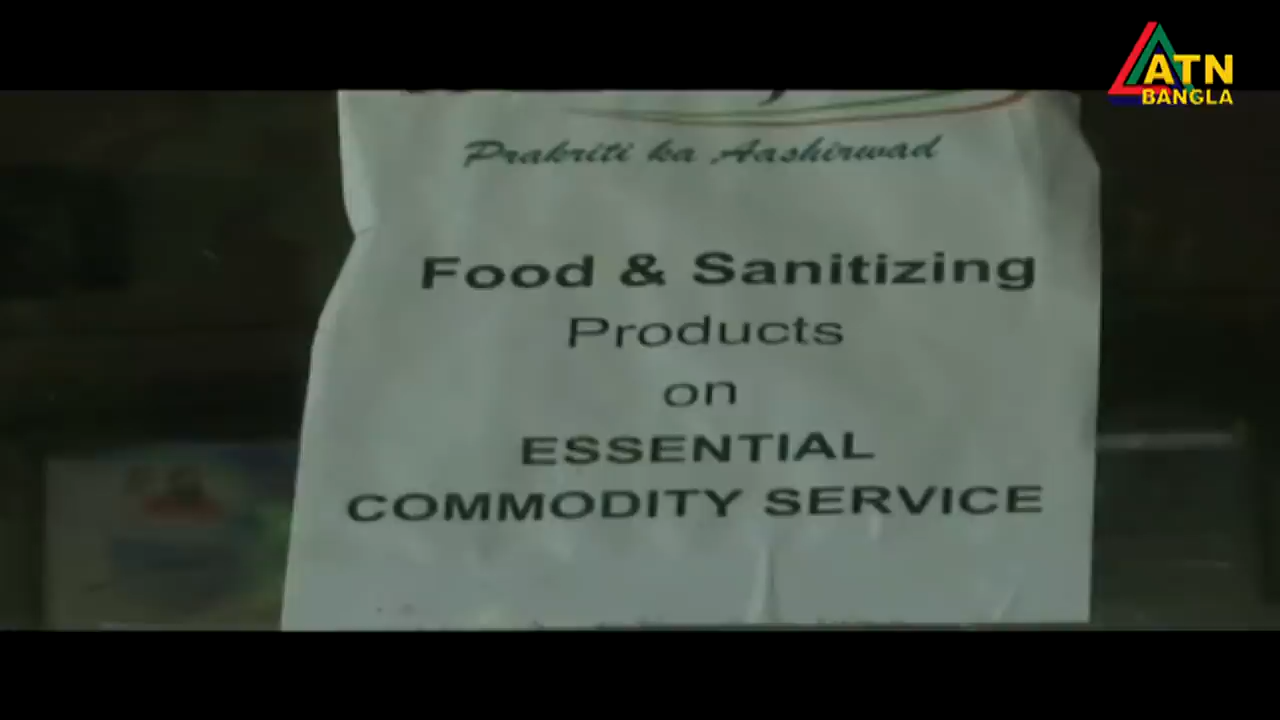 ATN
BANGLA
Prakriti ka Aashirwad
Food & Sanitizing
Products
on
ESSENTIAL
COMMODITY SERVICE